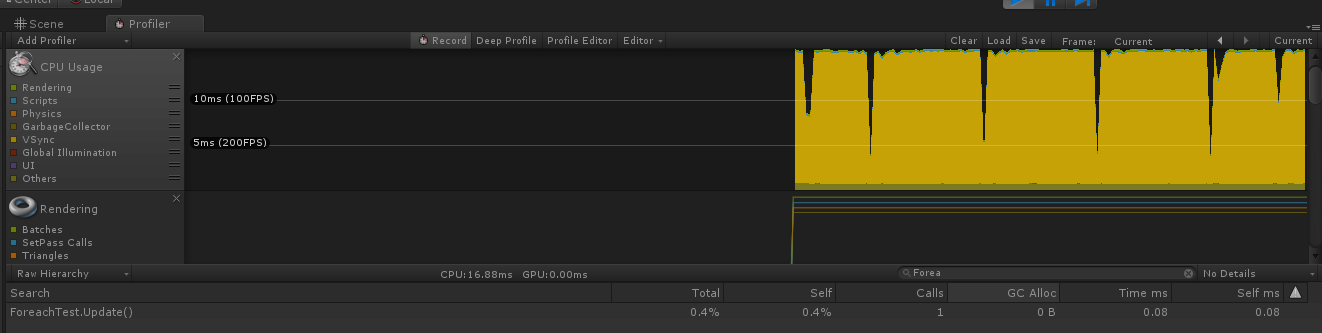 Center Local
Scene Profiler
Add Profiler Record Deep Profile Profile Editor Editor Clear Load Save Frame: Current Current
CPU Usage
Rendering
Scripts
Physics
GarbageCollector
VSync
Global Illumination
UI
Others
10ms (100FPS)
5ms (200FPS)
Rendering
Batches
SetPass Calls
Triangles
Raw Hierarchy CPU:16.88ms GPU:0.00ms Forea No Details
Search Total Self Calls GC Alloc Time ms Self ms
ForeachTest.Update() 0.4% 0.4% 1 0 B 0.08 0.08